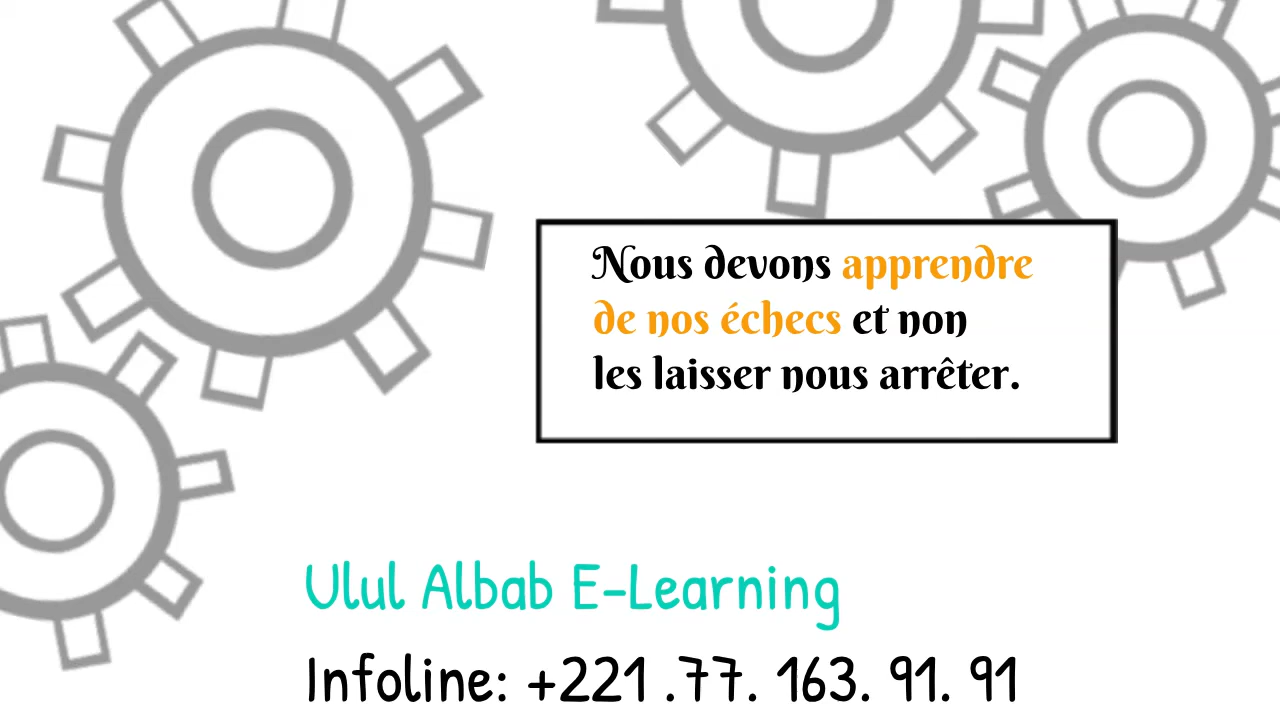 Nous devons apprendre
de nos échecs et non
les laisser nous arrêter.
Ulul Albab E-Learning
Infoline: +221 .77. 163. 91. 91